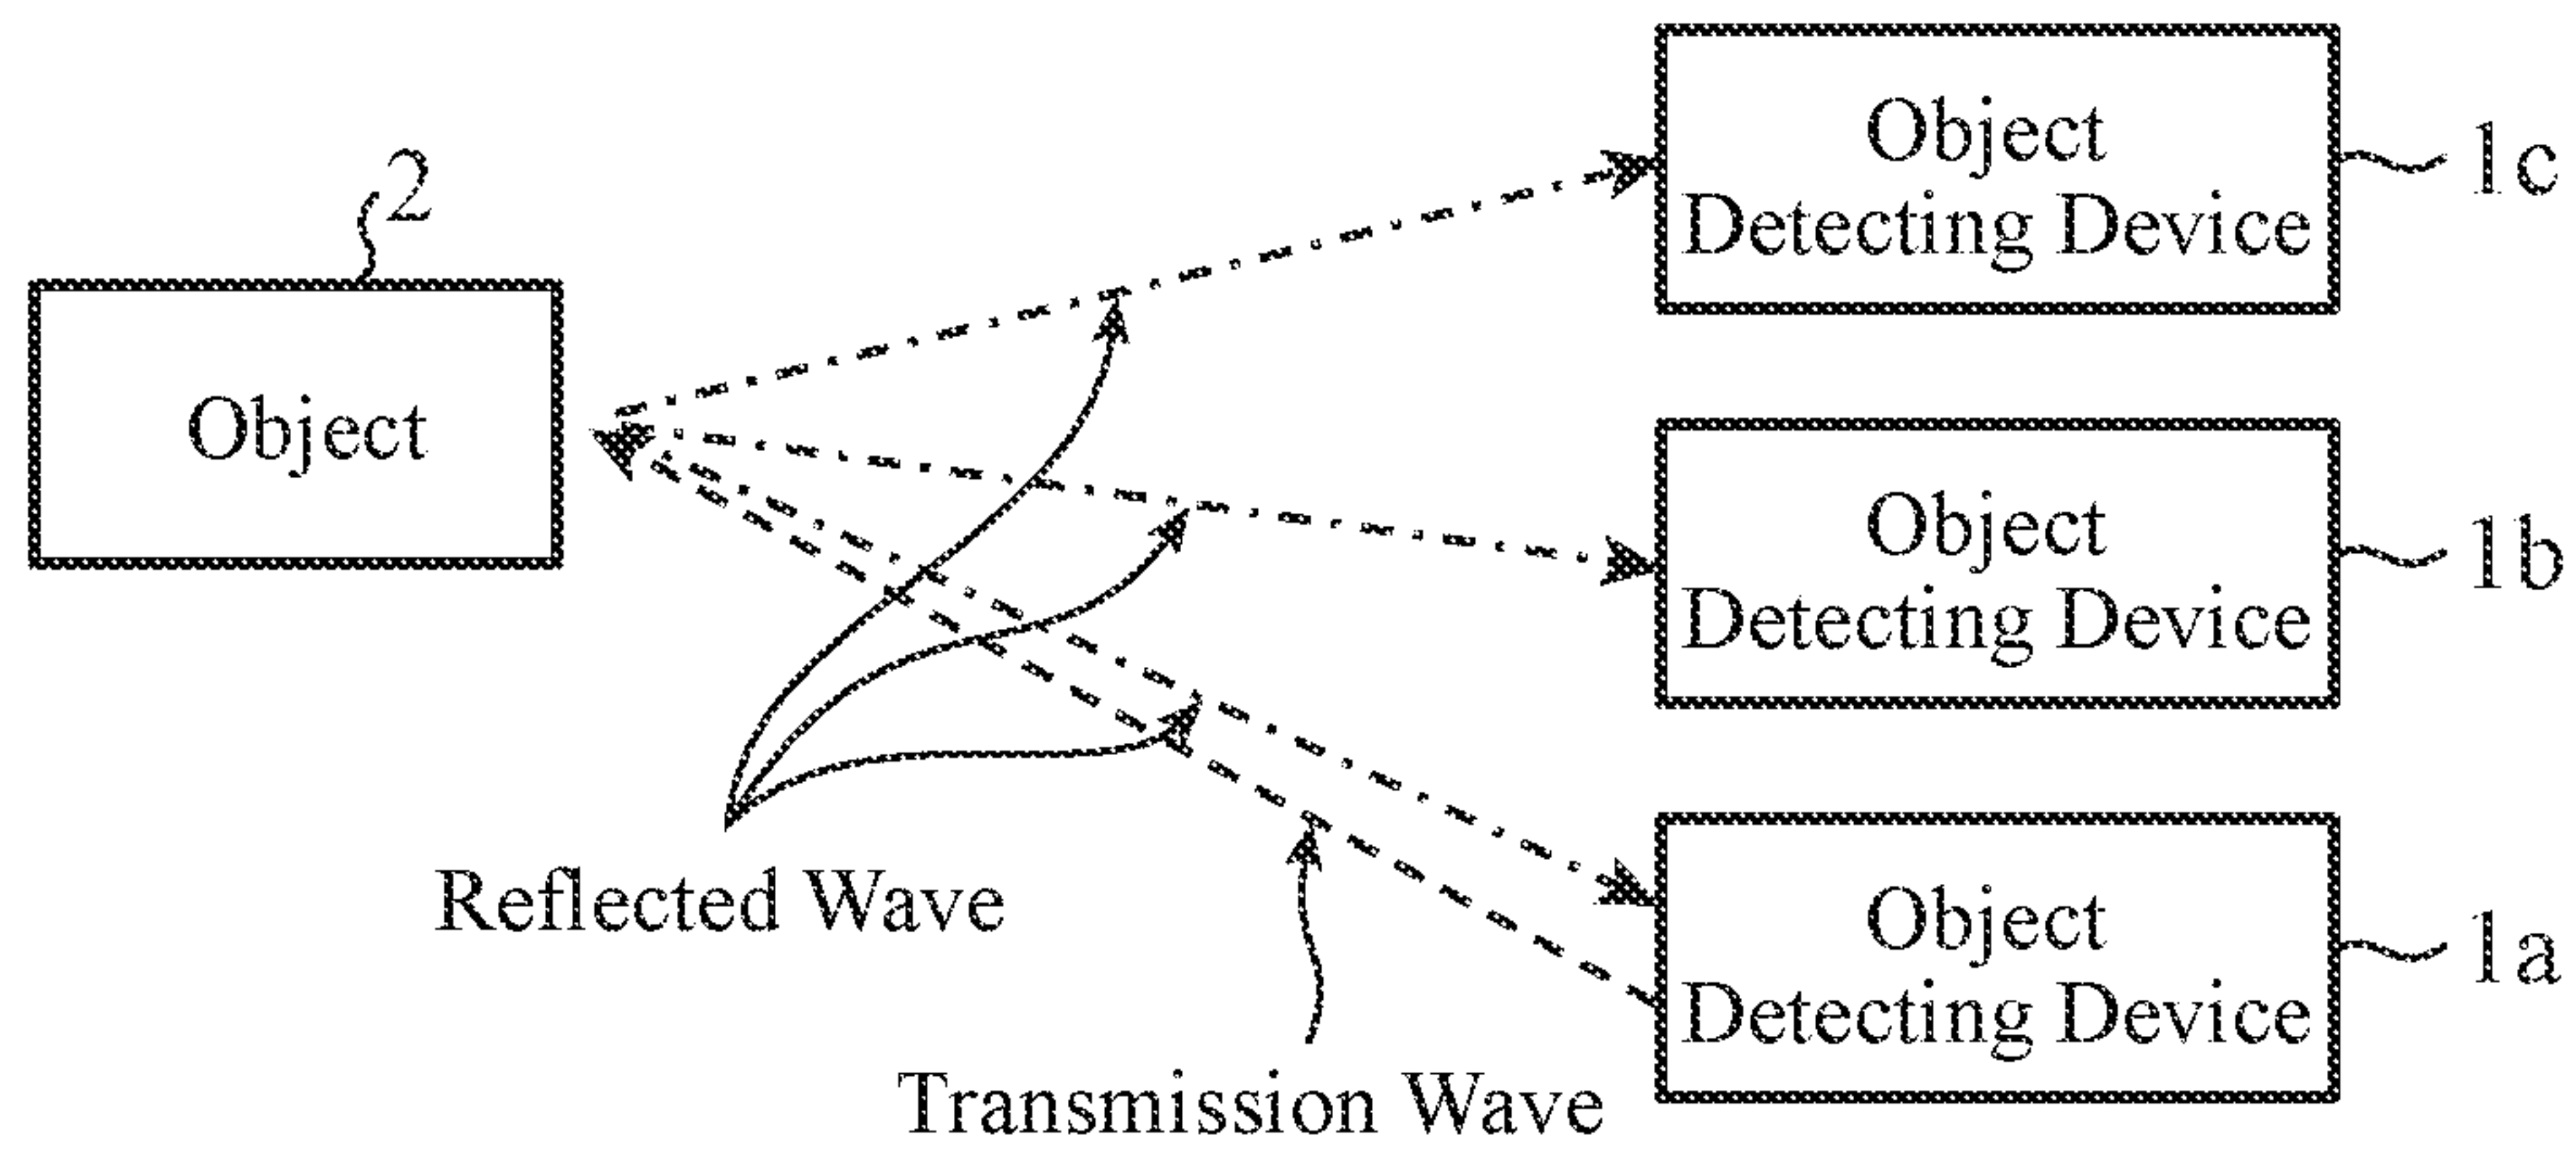 Object
Detecting Device
1c
2
Object
Object
Detecting Device
1b
Reflected Wave
Object
Detecting Device
1a
Transmission Wave